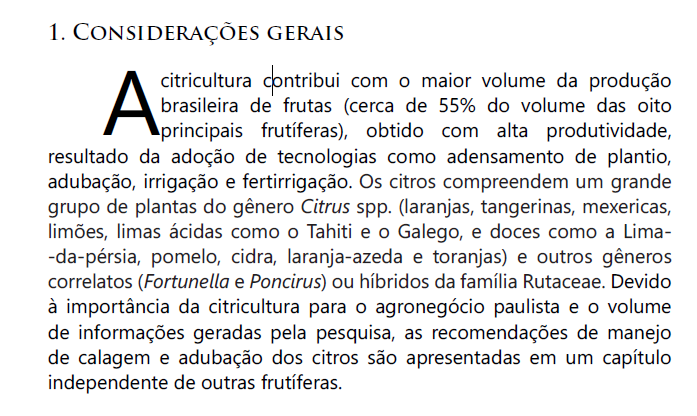 1. Considerações gerais
A citricultura contribui com o maior volume da produção
brasileira de frutas (cerca de 55% do volume das oito
principais frutíferas), obtido com alta produtividade,
resultado da adoção de tecnologias como adensamento de plantio,
adubação, irrigação e fertirrigação. Os citros compreendem um grande
grupo de plantas do gênero Citrus spp. (laranjas, tangerinas, mexericas,
limões, limas ácidas como o Tahiti e o Galego, e doces como a Lima-
-da-pérsia, pomelo, cidra, laranja-azeda e toranjas) e outros gêneros
correlatos (Fortunella e Poncirus) ou híbridos da família Rutaceae. Devido
à importância da citricultura para o agronegócio paulista e o volume
de informações geradas pela pesquisa, as recomendações de manejo
de calagem e adubação dos citros são apresentadas em um capítulo
independente de outras frutíferas.